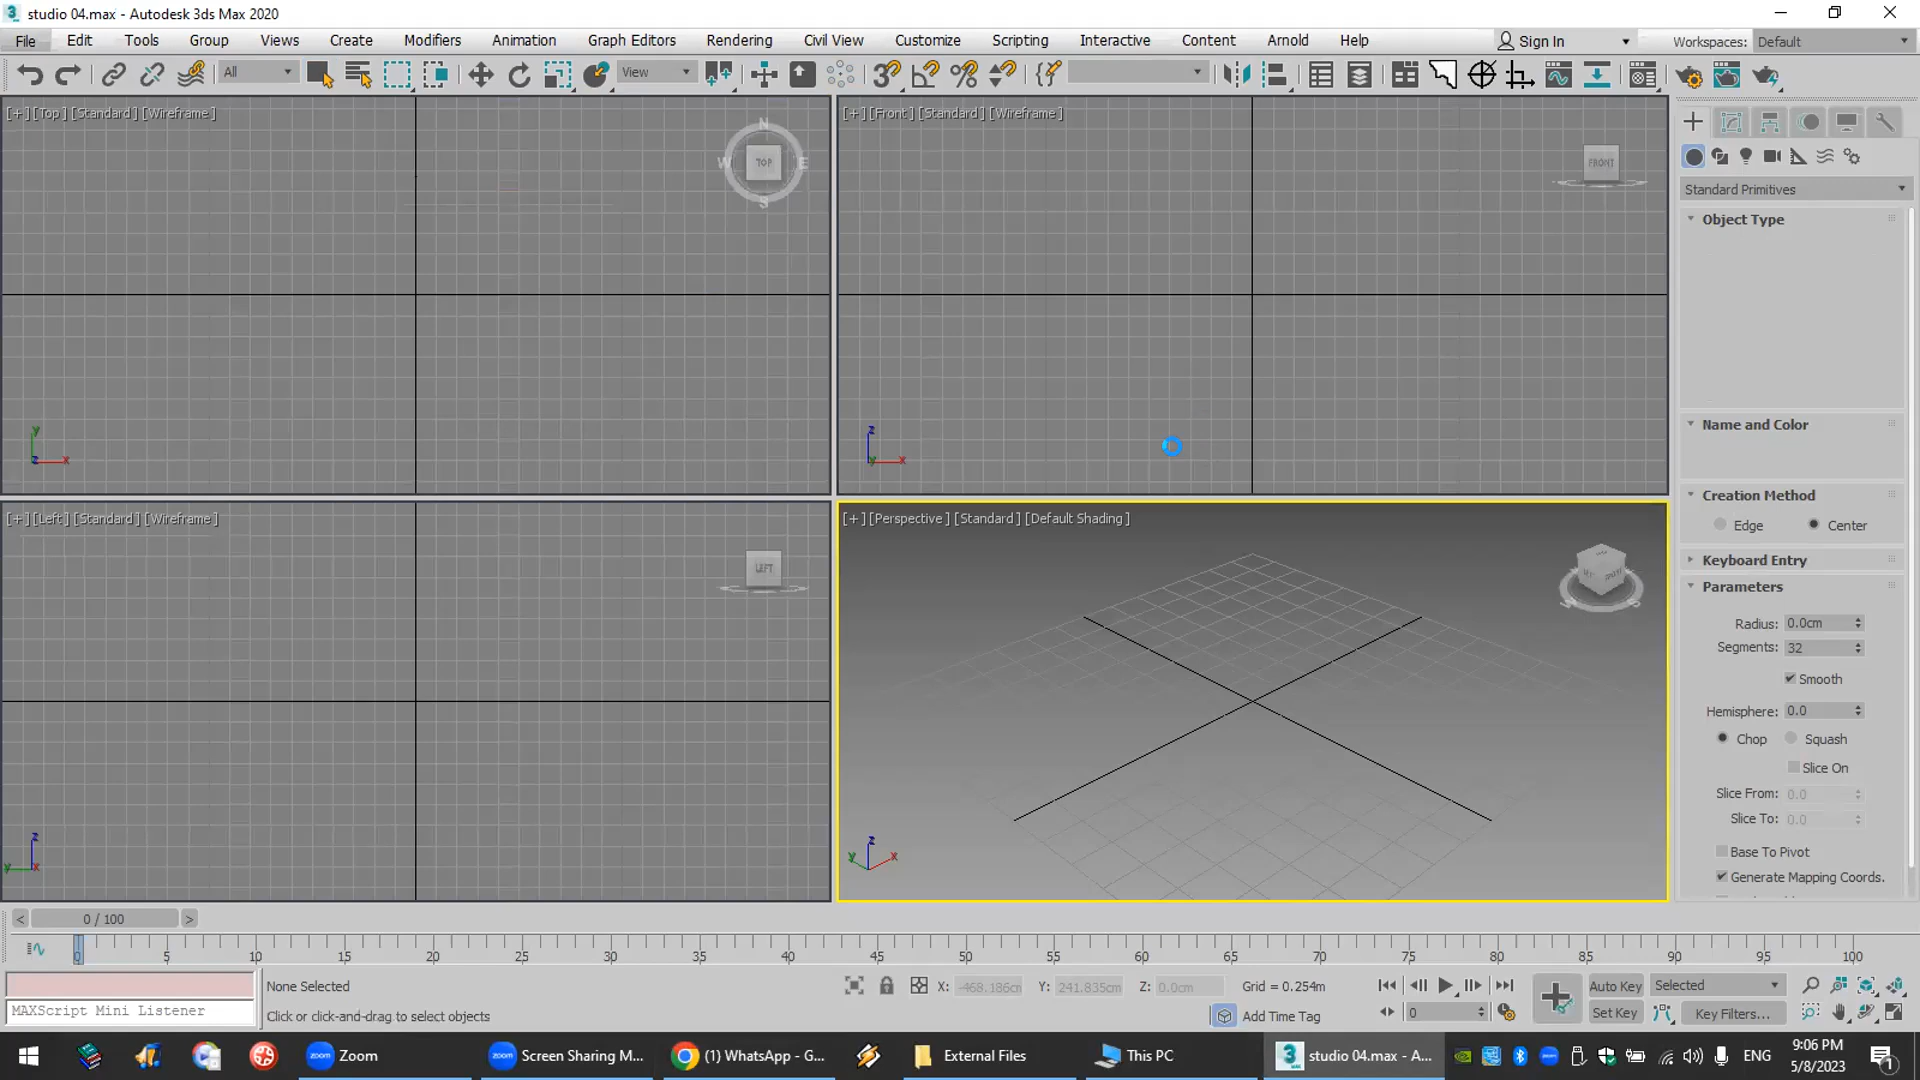 studio 04.max - Autodesk 3ds Max 2020
File Edit Tools Group Views Create Modifiers Animation Graph Editors Rendering Civil View Customize Scripting Interactive Content Arnold Help Sign In Workspaces: Default
All View
[+] [Top] [Standard] [Wireframe]
N
W TOP E
S
y
z x
[+] [Front] [Standard] [Wireframe]
FRONT
z
y x
[+] [Left] [Standard] [Wireframe]
LEFT
z
y x
[+] [Perspective] [Standard] [Default Shading]
z
y x
Standard Primitives
Object Type
Name and Color
Creation Method
Edge Center
Keyboard Entry
Parameters
Radius: 0.0cm
Segments: 32
Smooth
Hemisphere: 0.0
Chop Squash
Slice On
Slice From: 0.0
Slice To: 0.0
Base To Pivot
Generate Mapping Coords.
< 0 / 100 >
0 5 10 15 20 25 30 35 40 45 50 55 60 65 70 75 80 85 90 95 100
None Selected X: -468.186cm Y: 241.835cm Z: 0.0cm Grid = 0.254m Auto Key Selected
MAXScript Mini Listener Click or click-and-drag to select objects Add Time Tag 0 Set Key Key Filters...
Zoom Screen Sharing M... (1) WhatsApp - G... External Files This PC studio 04.max - A... ENG 9:06 PM
5/8/2023
1